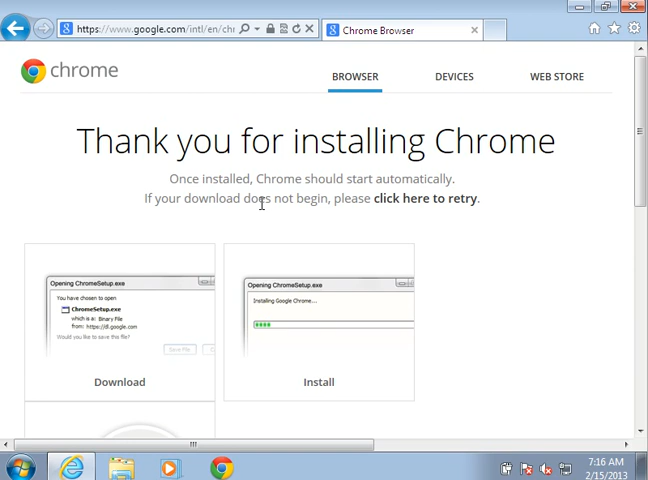 https://www.google.com/intl/en/chr
Chrome Browser
chrome
BROWSER
DEVICES
WEB STORE
Thank you for installing Chrome
Once installed, Chrome should start automatically.
If your download does not begin, please click here to retry.
Opening ChromeSetup.exe
You have chosen to open
ChromeSetup.exe
which is a: Binary File
from: https://dl.google.com
Would you like to save this file?
Save File
Download
Opening ChromeSetup.exe
Installing Google Chrome...
Install
7:16 AM
2/15/2013